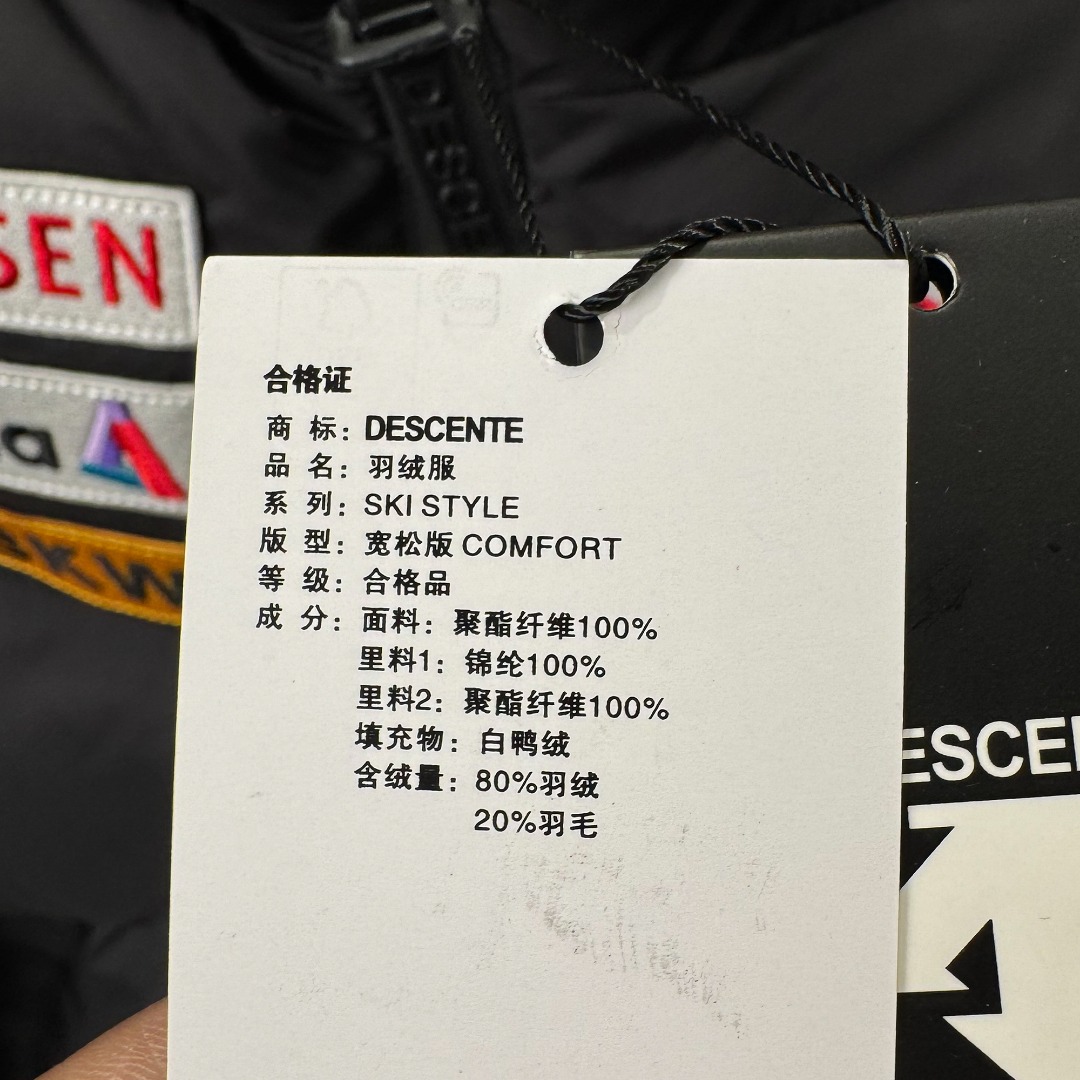 DESCE
SEN
a
KW
合格证
商 标：DESCENTE
品 名：羽绒服
系 列：SKI STYLE
版 型：宽松版 COMFORT
等 级：合格品
成 分：面料：聚酯纤维100%
里料1：锦纶100%
里料2：聚酯纤维100%
填充物：白鸭绒
含绒量：80%羽绒
20%羽毛
ESCE